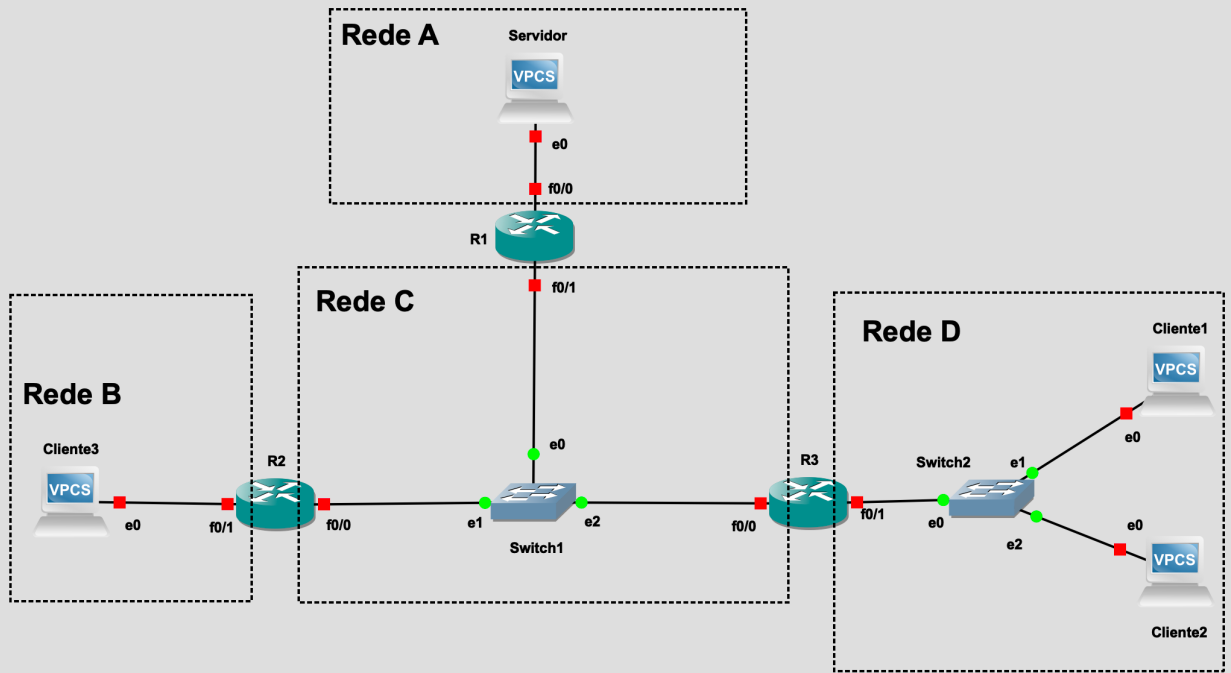 Rede A
Servidor
VPCS
e0
f0/0
R1
f0/1
Rede C
Rede B
Cliente3
VPCS
e0
f0/1
R2
f0/0
e0
e1
e2
Switch1
R3
f0/0
f0/1
Rede D
Cliente1
VPCS
e0
Switch2
e1
e0
e2
e0
VPCS
Cliente2